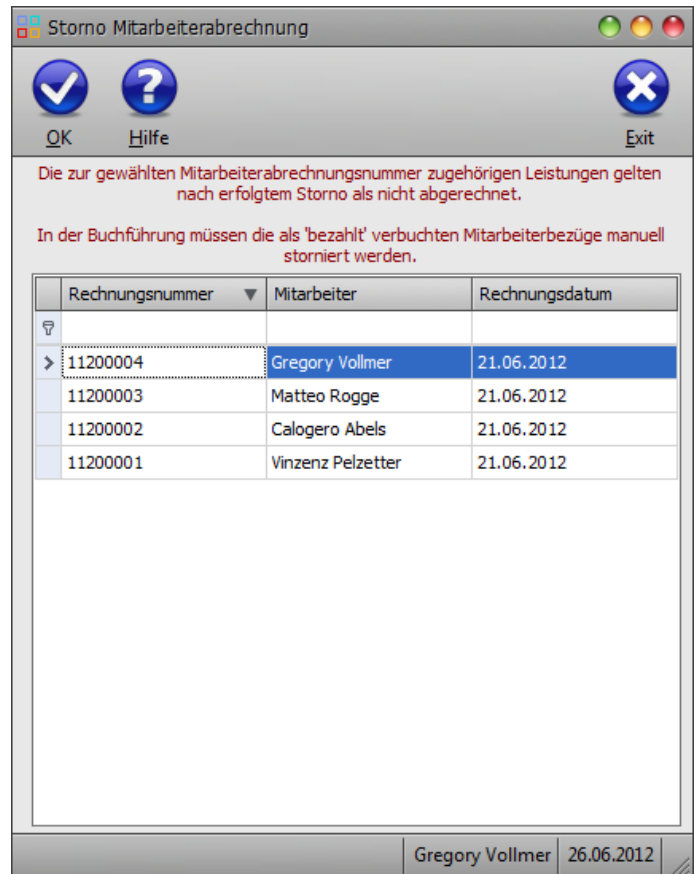 Storno Mitarbeiterabrechnung
OK Hilfe Exit
Die zur gewählten Mitarbeiterabrechnungsnummer zugehörigen Leistungen gelten
nach erfolgtem Storno als nicht abgerechnet.
In der Buchführung müssen die als 'bezahlt' verbuchten Mitarbeiterbezüge manuell
storniert werden.
Rechnungsnummer Mitarbeiter Rechnungsdatum
11200004 Gregory Vollmer 21.06.2012
11200003 Matteo Rogge 21.06.2012
11200002 Calogero Abels 21.06.2012
11200001 Vinzenz Pelzetter 21.06.2012
Gregory Vollmer 26.06.2012